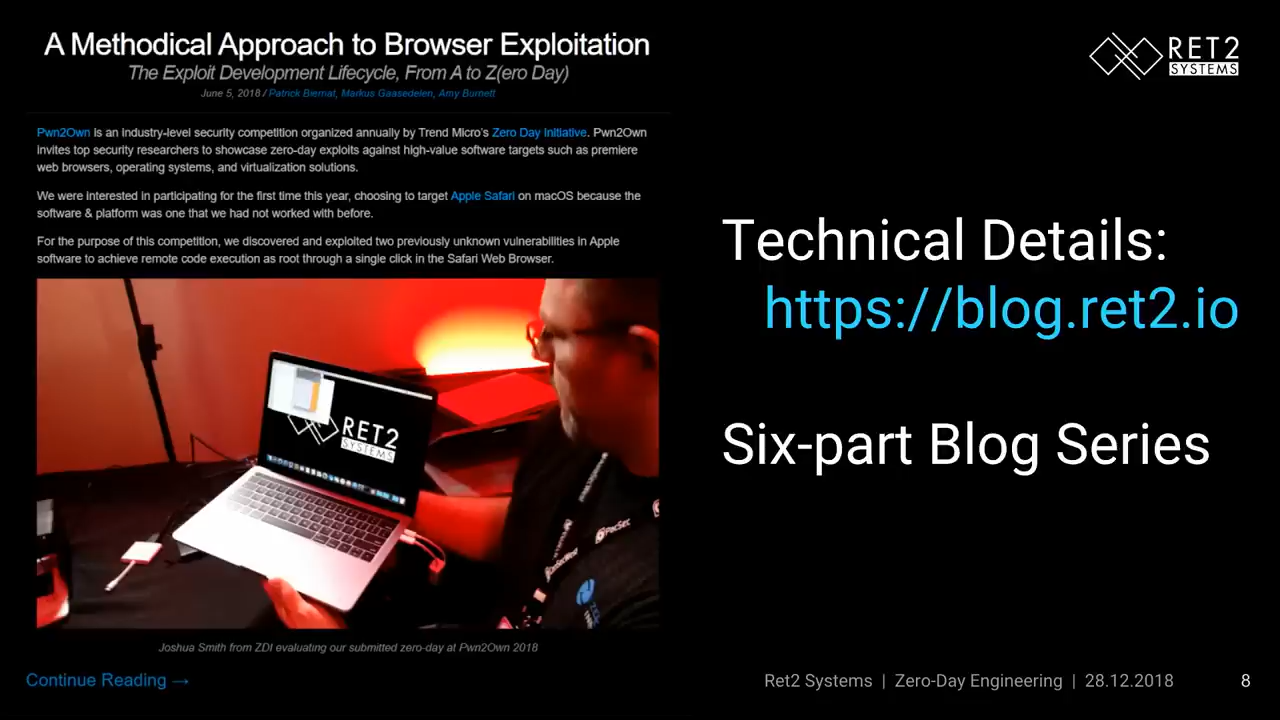 A Methodical Approach to Browser Exploitation
The Exploit Development Lifecycle, From A to Z(ero Day)
June 5, 2018 / Patrick Biernat, Markus Gaasedelen, Amy Burnett
Pwn2Own is an industry-level security competition organized annually by Trend Micro's Zero Day Initiative. Pwn2Own
invites top security researchers to showcase zero-day exploits against high-value software targets such as premiere
web browsers, operating systems, and virtualization solutions.
We were interested in participating for the first time this year, choosing to target Apple Safari on macOS because the
software & platform was one that we had not worked with before.
For the purpose of this competition, we discovered and exploited two previously unknown vulnerabilities in Apple
software to achieve remote code execution as root through a single click in the Safari Web Browser.
RET2
SYSTEMS
PacSec
CanSecWest
Joshua Smith from ZDI evaluating our submitted zero-day at Pwn2Own 2018
Continue Reading →
RET2
SYSTEMS
Technical Details:
https://blog.ret2.io
Six-part Blog Series
Ret2 Systems | Zero-Day Engineering | 28.12.2018
8